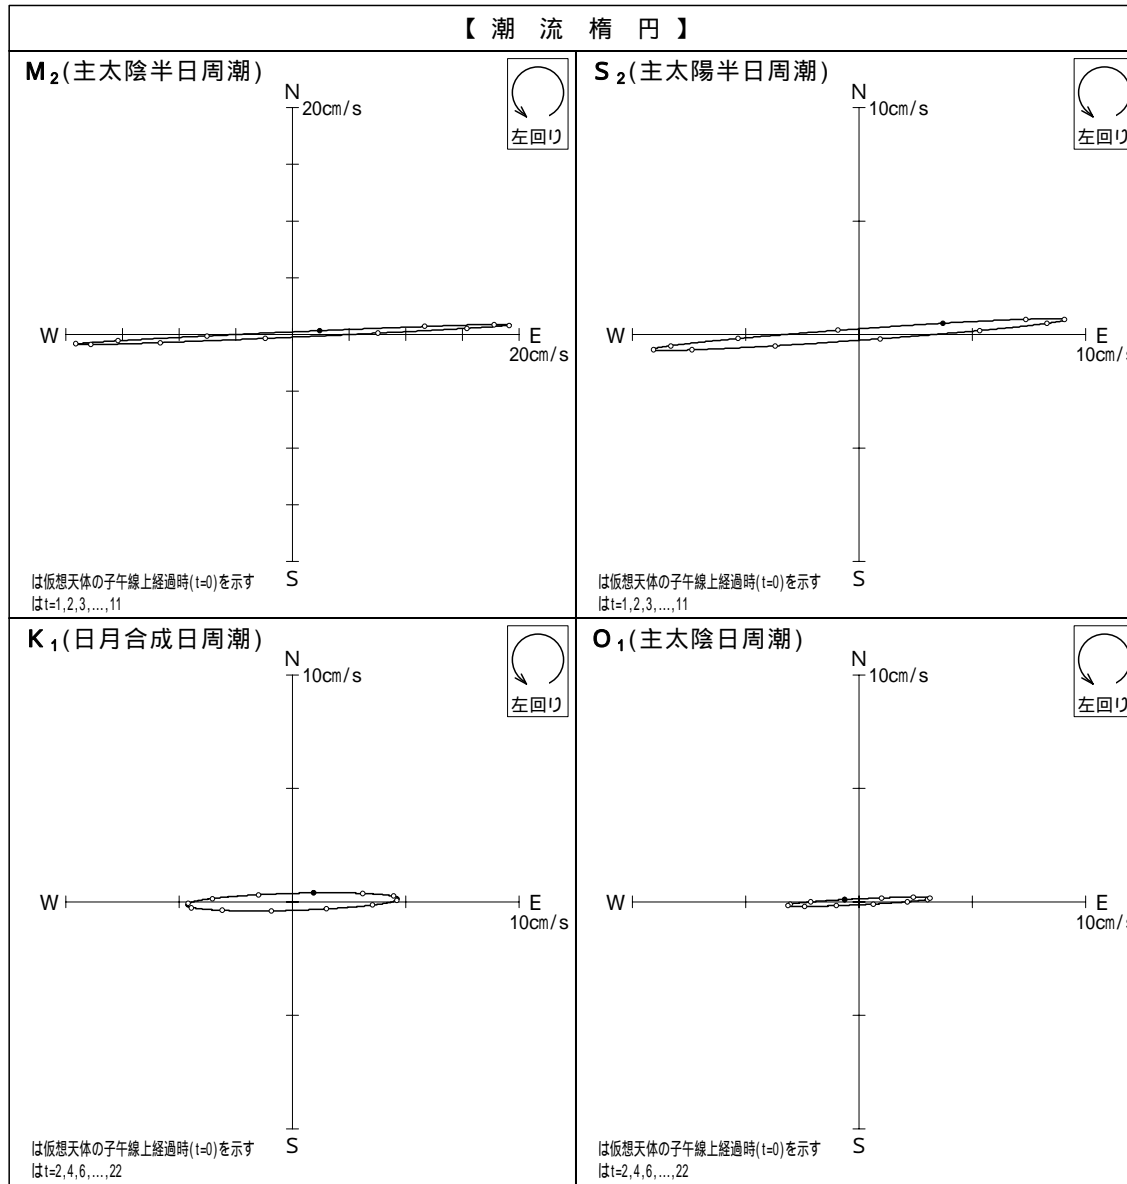 【 潮 流 楕 円 】
M2(主太陰半日周潮)
N
20cm/s
左回り
W
E
20cm/s
は仮想天体の子午線上経過時(t=0)を示す
はt=1,2,3,...,11
S
S2(主太陽半日周潮)
N
10cm/s
左回り
W
E
10cm/s
は仮想天体の子午線上経過時(t=0)を示す
はt=1,2,3,...,11
S
K1(日月合成日周潮)
N
10cm/s
左回り
W
E
10cm/s
は仮想天体の子午線上経過時(t=0)を示す
はt=2,4,6,...,22
S
O1(主太陰日周潮)
N
10cm/s
左回り
W
E
10cm/s
は仮想天体の子午線上経過時(t=0)を示す
はt=2,4,6,...,22
S